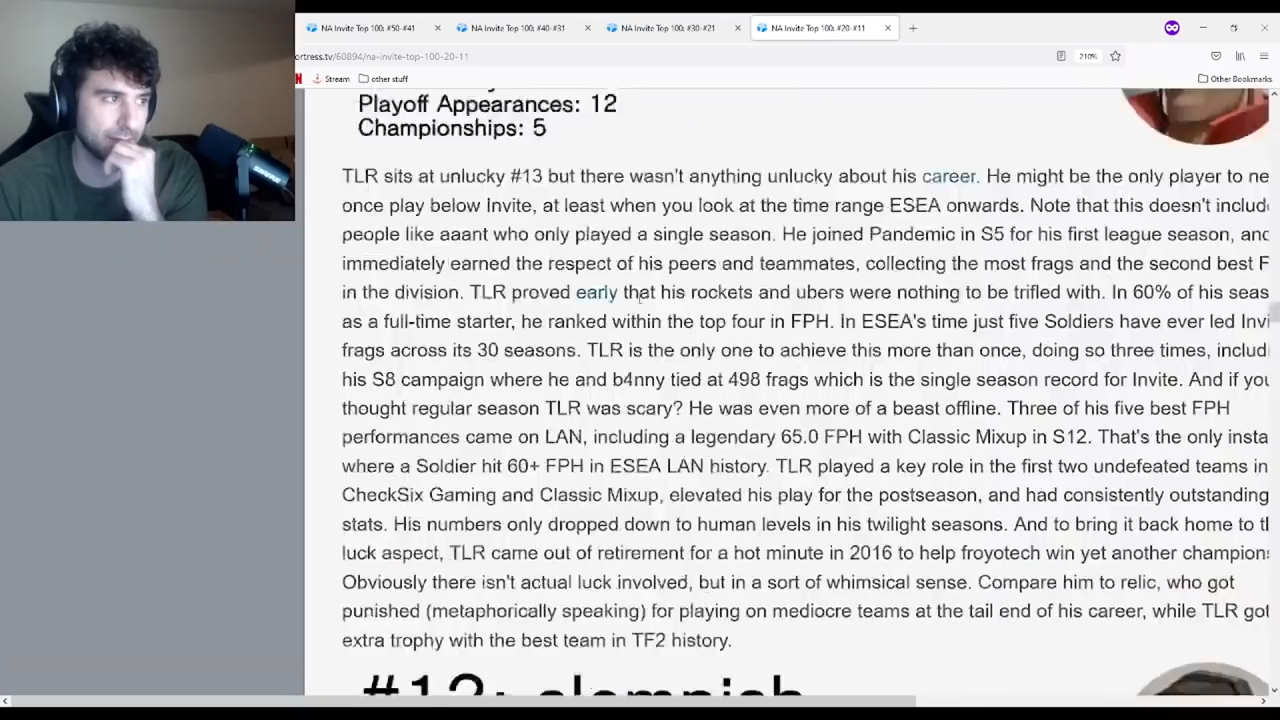 NA Invite Top 100: #50-#41
NA Invite Top 100: #40-#31
NA Invite Top 100: #30-#21
NA Invite Top 100: #20-#11
ortress.tv/60894/na-invite-top-100-20-11
210%
Stream
other stuff
Other Bookmarks
SHURE
Playoff Appearances: 12
Championships: 5
TLR sits at unlucky #13 but there wasn't anything unlucky about his career. He might be the only player to ne
once play below Invite, at least when you look at the time range ESEA onwards. Note that this doesn't includ
people like aaant who only played a single season. He joined Pandemic in S5 for his first league season, and
immediately earned the respect of his peers and teammates, collecting the most frags and the second best F
in the division. TLR proved early that his rockets and ubers were nothing to be trifled with. In 60% of his seas
as a full-time starter, he ranked within the top four in FPH. In ESEA's time just five Soldiers have ever led Invi
frags across its 30 seasons. TLR is the only one to achieve this more than once, doing so three times, includi
his S8 campaign where he and b4nny tied at 498 frags which is the single season record for Invite. And if you
thought regular season TLR was scary? He was even more of a beast offline. Three of his five best FPH
performances came on LAN, including a legendary 65.0 FPH with Classic Mixup in S12. That's the only insta
where a Soldier hit 60+ FPH in ESEA LAN history. TLR played a key role in the first two undefeated teams in
CheckSix Gaming and Classic Mixup, elevated his play for the postseason, and had consistently outstanding
stats. His numbers only dropped down to human levels in his twilight seasons. And to bring it back home to th
luck aspect, TLR came out of retirement for a hot minute in 2016 to help froyotech win yet another champion
Obviously there isn't actual luck involved, but in a sort of whimsical sense. Compare him to relic, who got
punished (metaphorically speaking) for playing on mediocre teams at the tail end of his career, while TLR got
extra trophy with the best team in TF2 history.